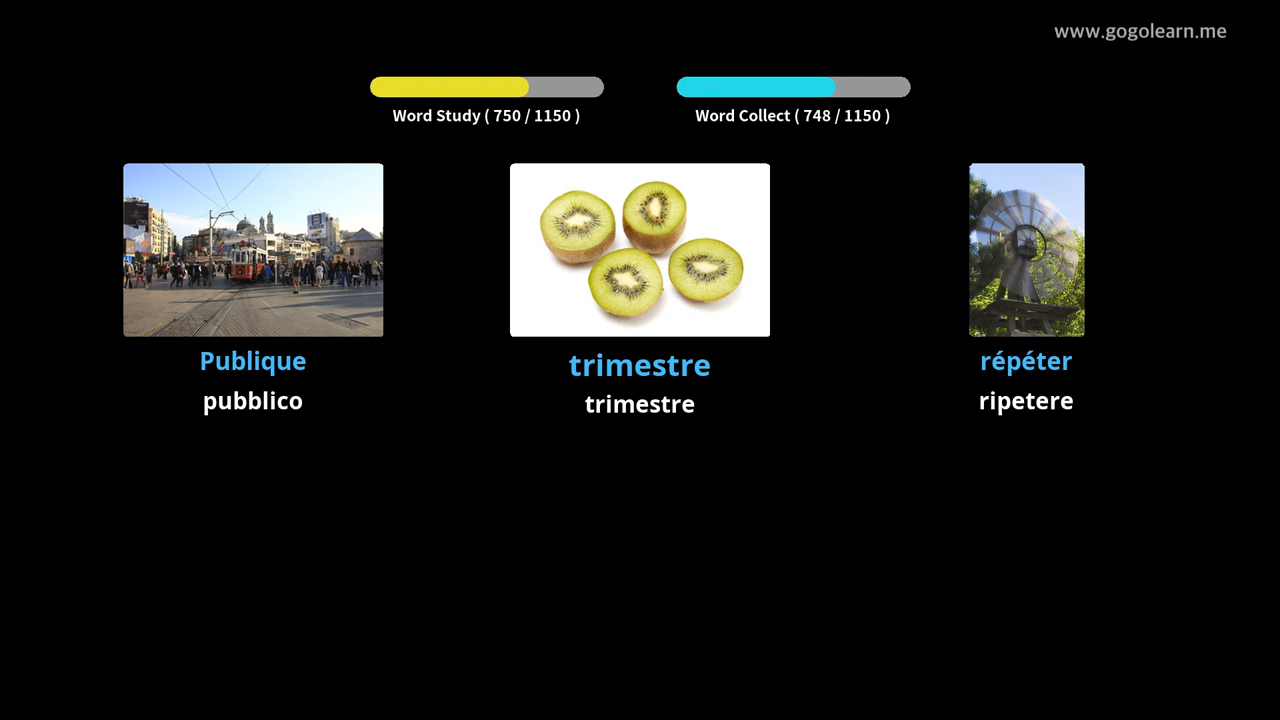 www.gogolearn.me
Word Study ( 750 / 1150 )
Word Collect ( 748 / 1150 )
Publique
pubblico
trimestre
trimestre
répéter
ripetere